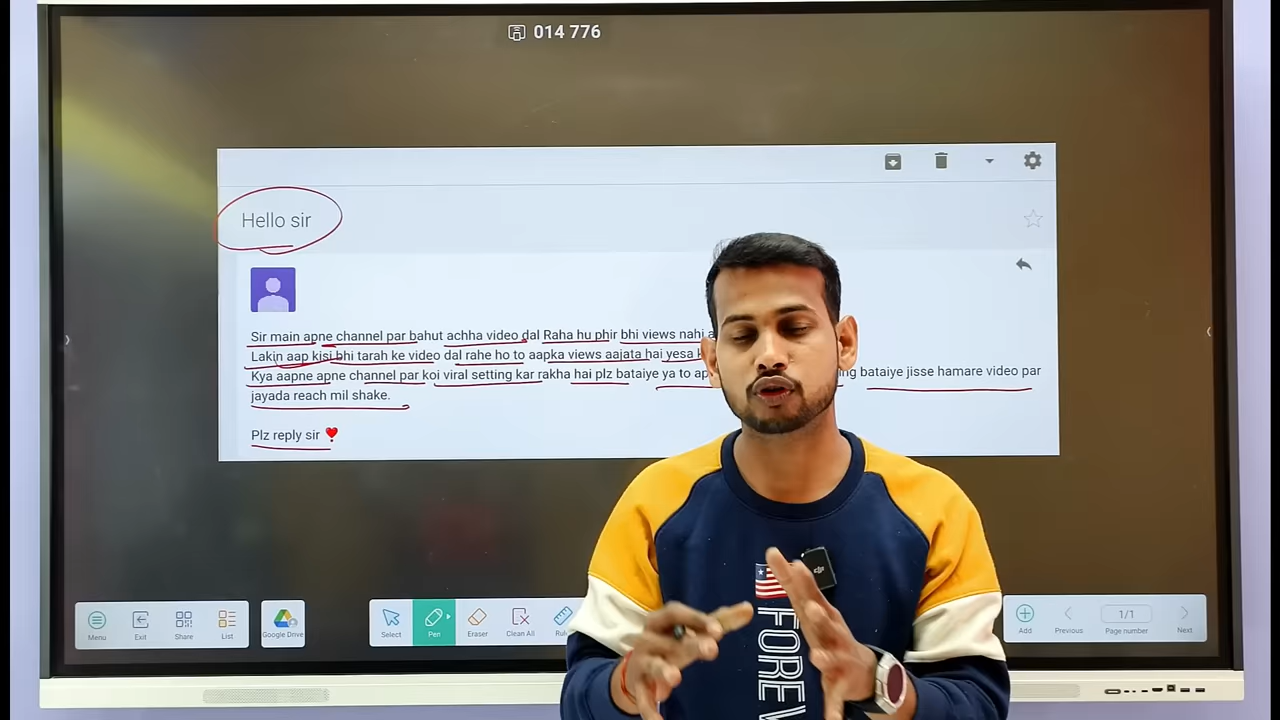 014 776
Hello sir
Sir main apne channel par bahut achha video dal Raha hu phir bhi views nahi
Lakin aap kisi bhi tarah ke video dal rahe ho to aapka views aajata hai yesa
Kya aapne apne channel par koi viral setting kar rakha hai plz bataiye ya to bataiye jisse hamare video par
jayada reach mil shake.
Plz reply sir ❣
Menu Exit Share List Google Drive Select Pen Eraser Clean All Add Previous 1/1 Page number Next
dji
FOREV